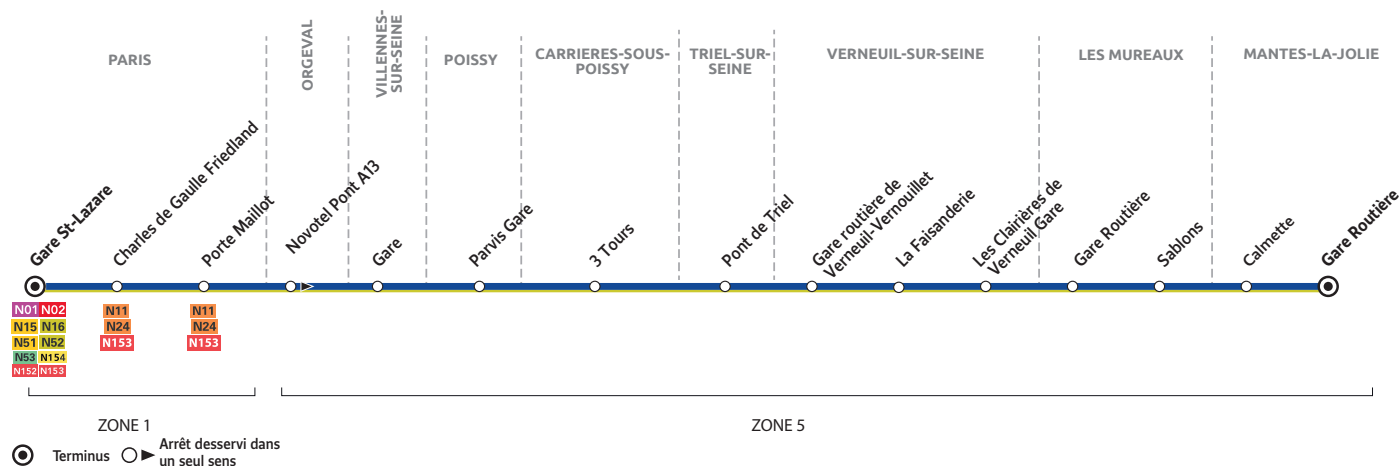 PARIS
ORGEVAL
VILLENNES-
SUR-SEINE
POISSY
CARRIERES-SOUS-
POISSY
TRIEL-SUR-
SEINE
VERNEUIL-SUR-SEINE
LES MUREAUX
MANTES-LA-JOLIE
Gare St-Lazare
Charles de Gaulle Friedland
Porte Maillot
Novotel Pont A13
Gare
Parvis Gare
3 Tours
Pont de Triel
Gare routière de
Verneuil-Vernouillet
La Faisanderie
Les Clairières de
Verneuil Gare
Gare Routière
Sablons
Calmette
Gare Routière
N01 N02
N15 N16
N51 N52
N53 N154
N152 N153
N11
N24
N153
N11
N24
N153
ZONE 1
ZONE 5
Terminus
Arrêt desservi dans
un seul sens